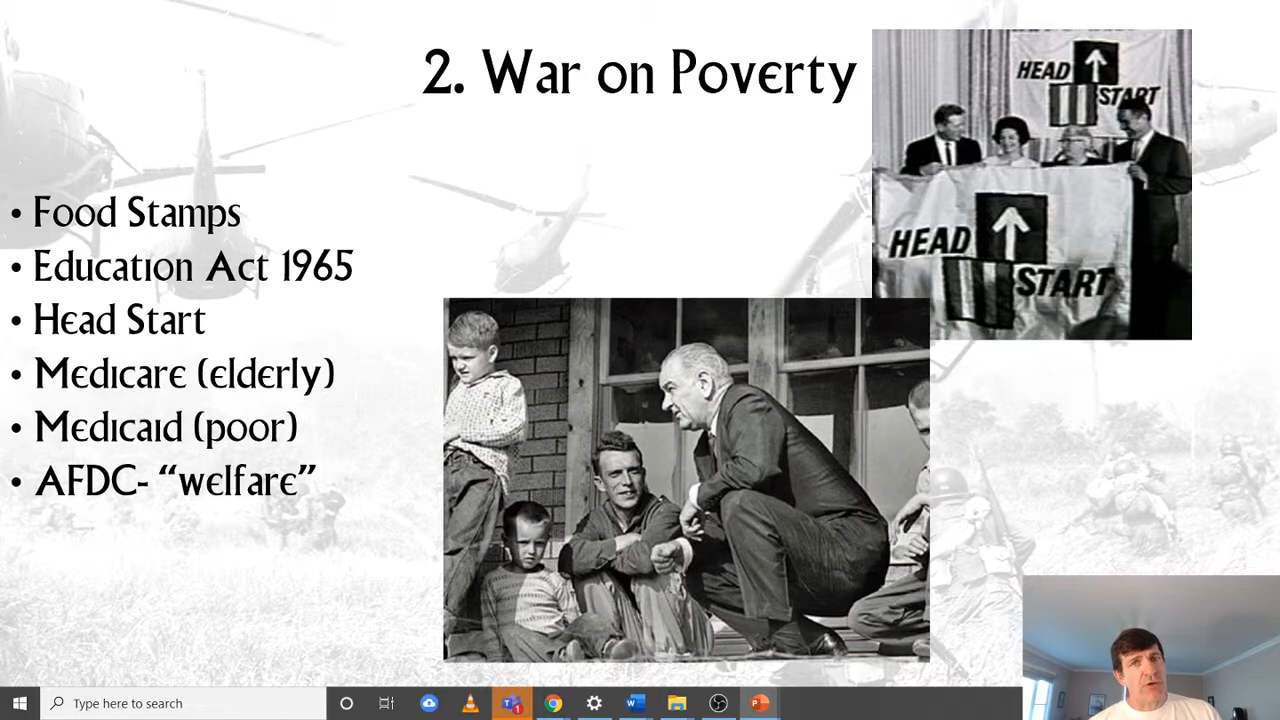 2. War on Poverty
• Food Stamps
• Education Act 1965
• Head Start
• Medicare (elderly)
• Medicaid (poor)
• AFDC- “welfare”
HEAD
START
HEAD
START
Type here to search